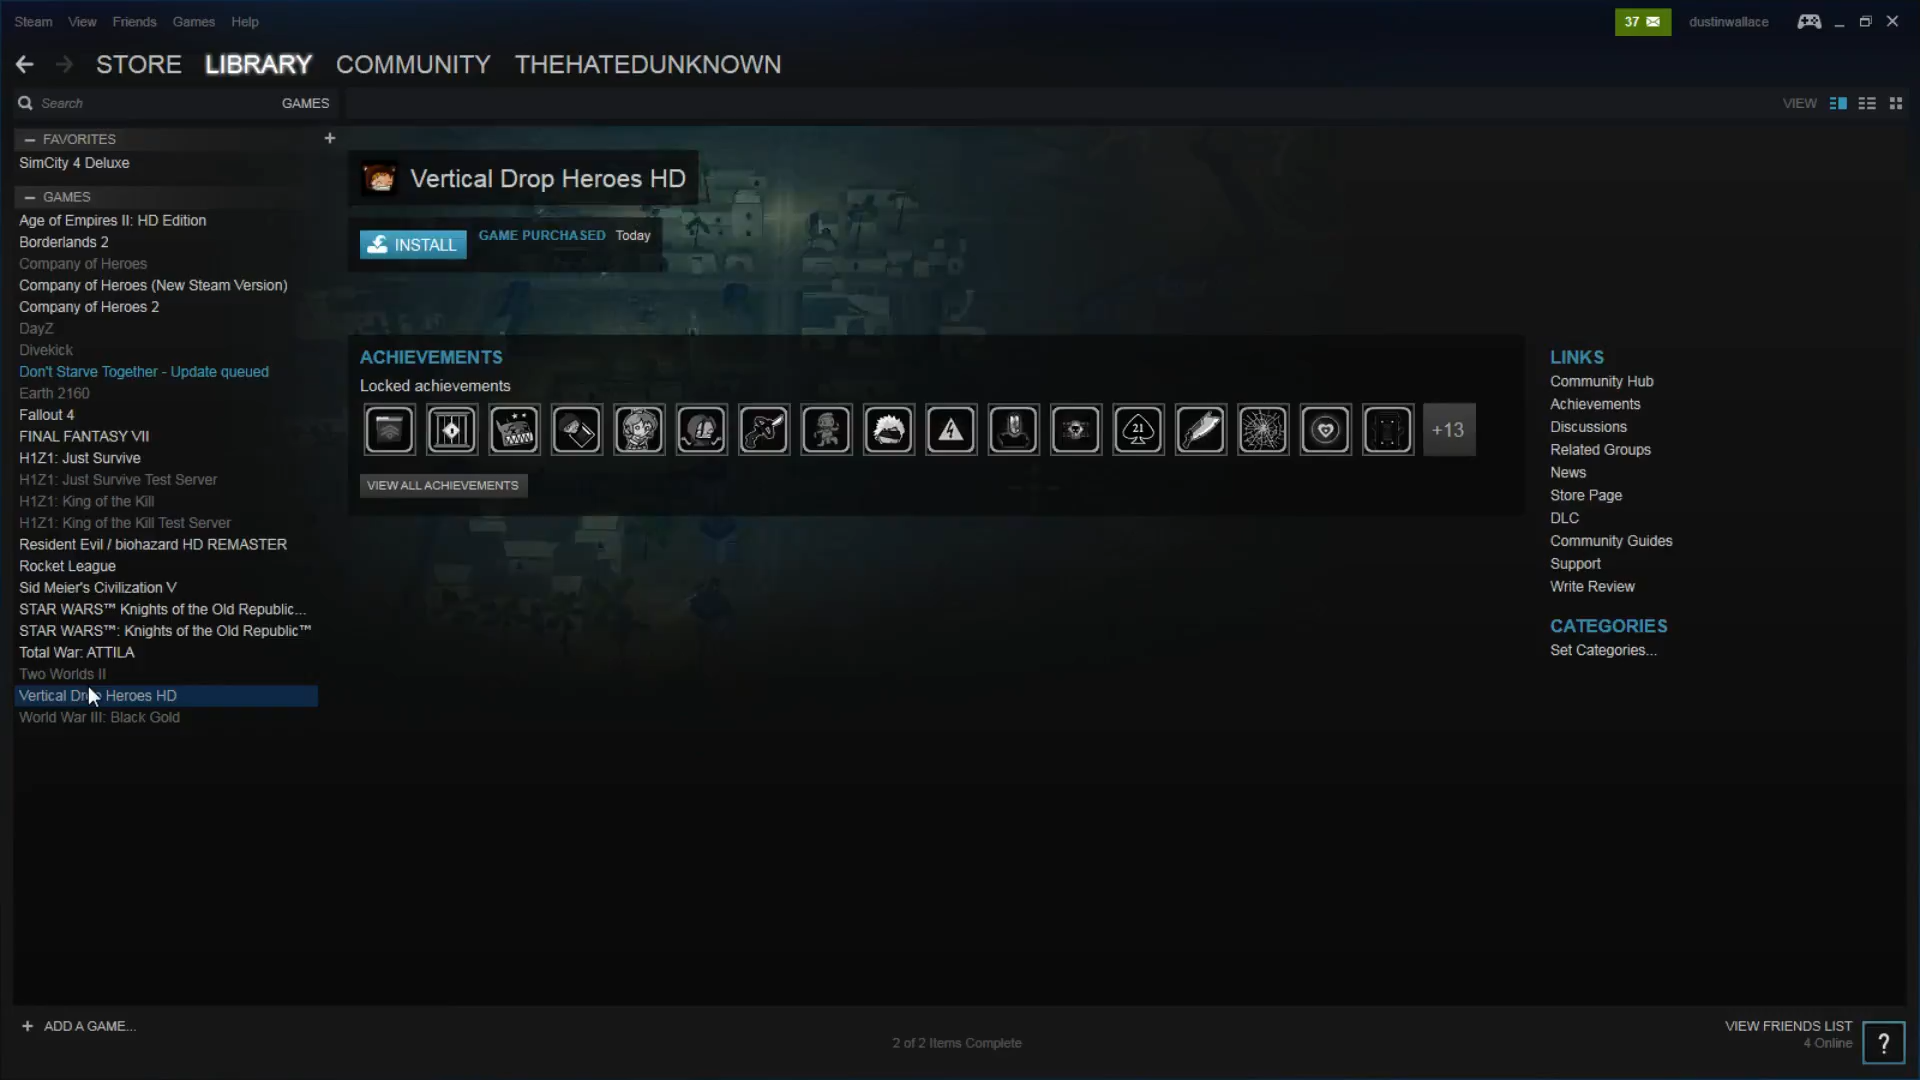 Steam View Friends Games Help
37 dustinwallace
STORE LIBRARY COMMUNITY THEHATEDUNKNOWN
Search GAMES
VIEW
— FAVORITES +
SimCity 4 Deluxe
— GAMES
Age of Empires II: HD Edition
Borderlands 2
Company of Heroes
Company of Heroes (New Steam Version)
Company of Heroes 2
DayZ
Divekick
Don't Starve Together - Update queued
Earth 2160
Fallout 4
FINAL FANTASY VII
H1Z1: Just Survive
H1Z1: Just Survive Test Server
H1Z1: King of the Kill
H1Z1: King of the Kill Test Server
Resident Evil / biohazard HD REMASTER
Rocket League
Sid Meier's Civilization V
STAR WARS™ Knights of the Old Republic...
STAR WARS™: Knights of the Old Republic™
Total War: ATTILA
Two Worlds II
Vertical Drop Heroes HD
World War III: Black Gold
Vertical Drop Heroes HD
INSTALL GAME PURCHASED Today
ACHIEVEMENTS
Locked achievements
21
+13
VIEW ALL ACHIEVEMENTS
LINKS
Community Hub
Achievements
Discussions
Related Groups
News
Store Page
DLC
Community Guides
Support
Write Review
CATEGORIES
Set Categories...
+ ADD A GAME...
2 of 2 Items Complete
VIEW FRIENDS LIST
4 Online
?